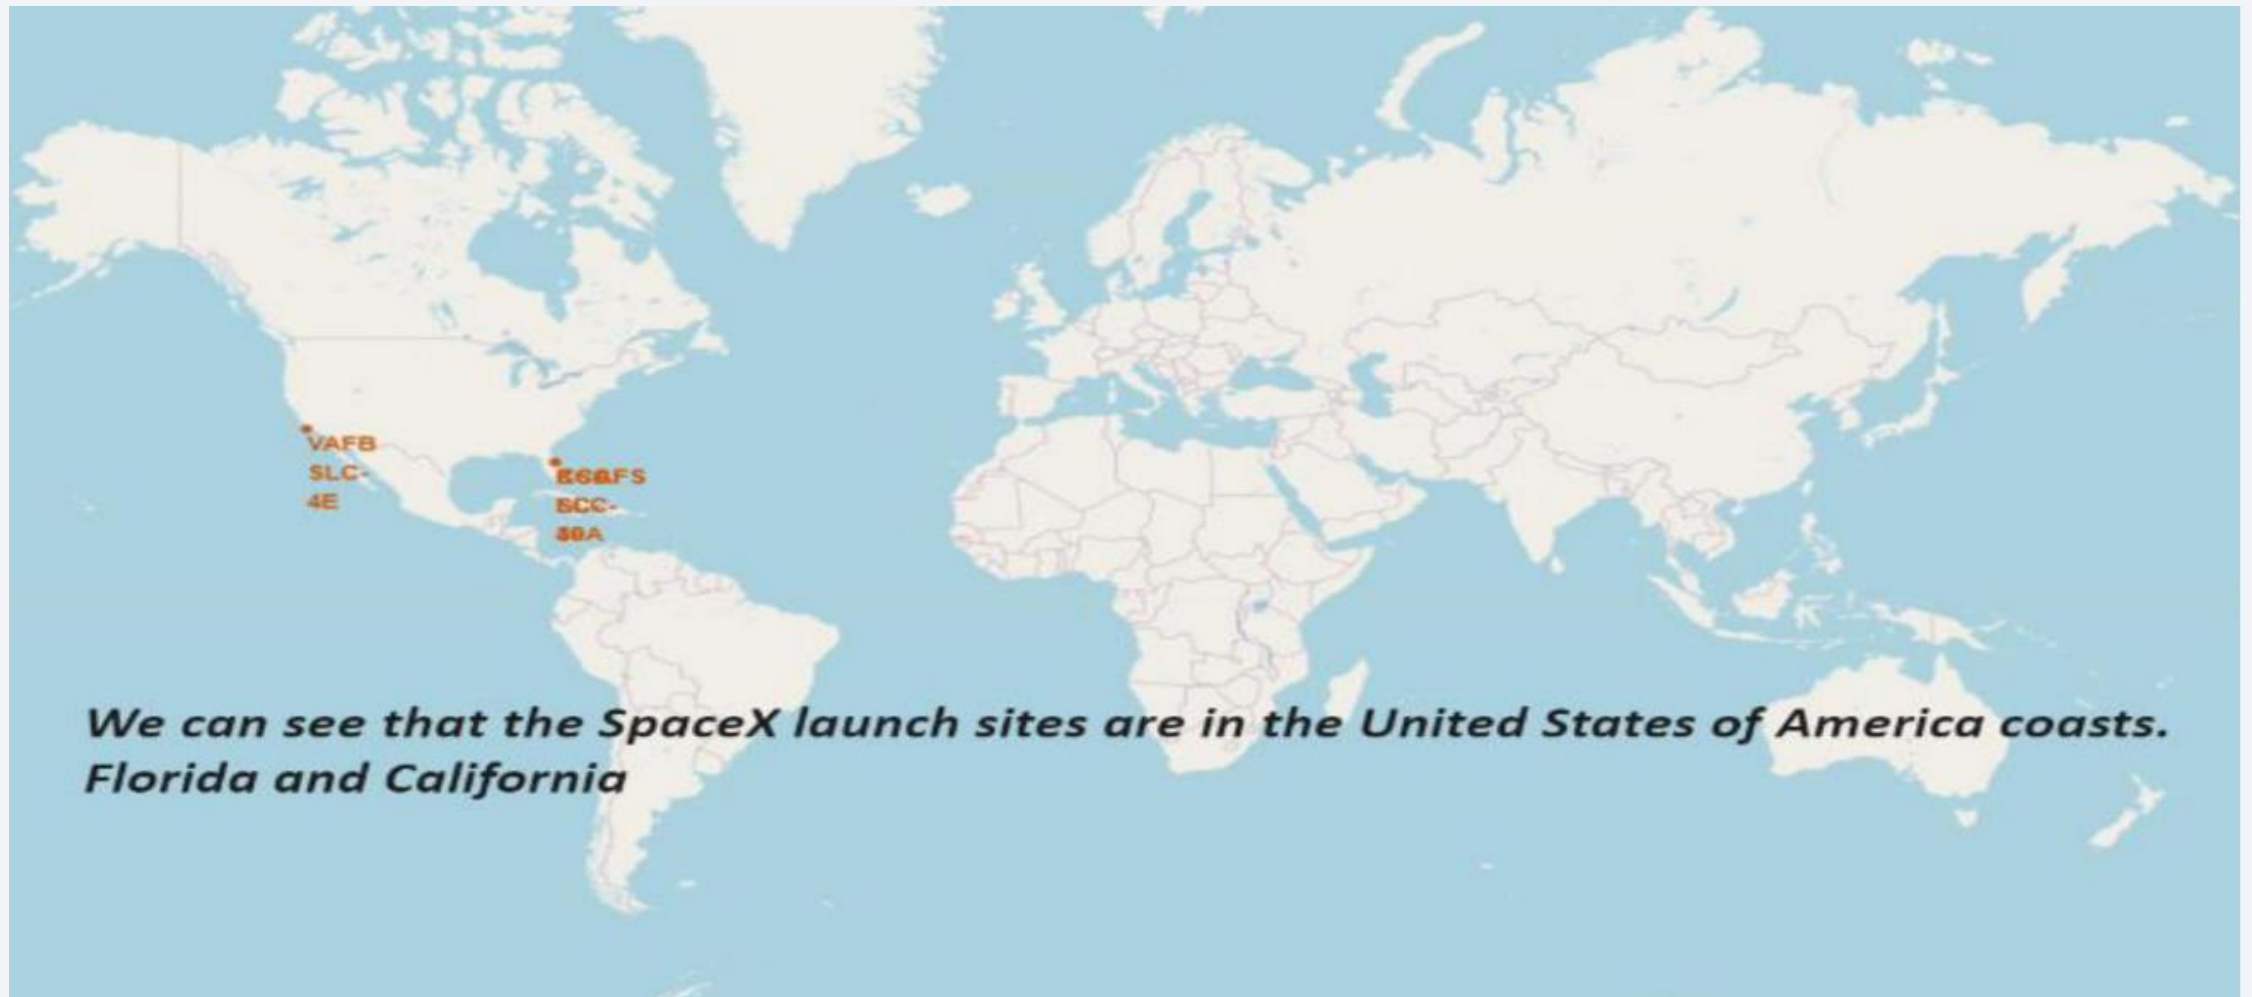 VAFB
SLC-
4E
We can see that the SpaceX launch sites are in the United States of America coasts.
Florida and California